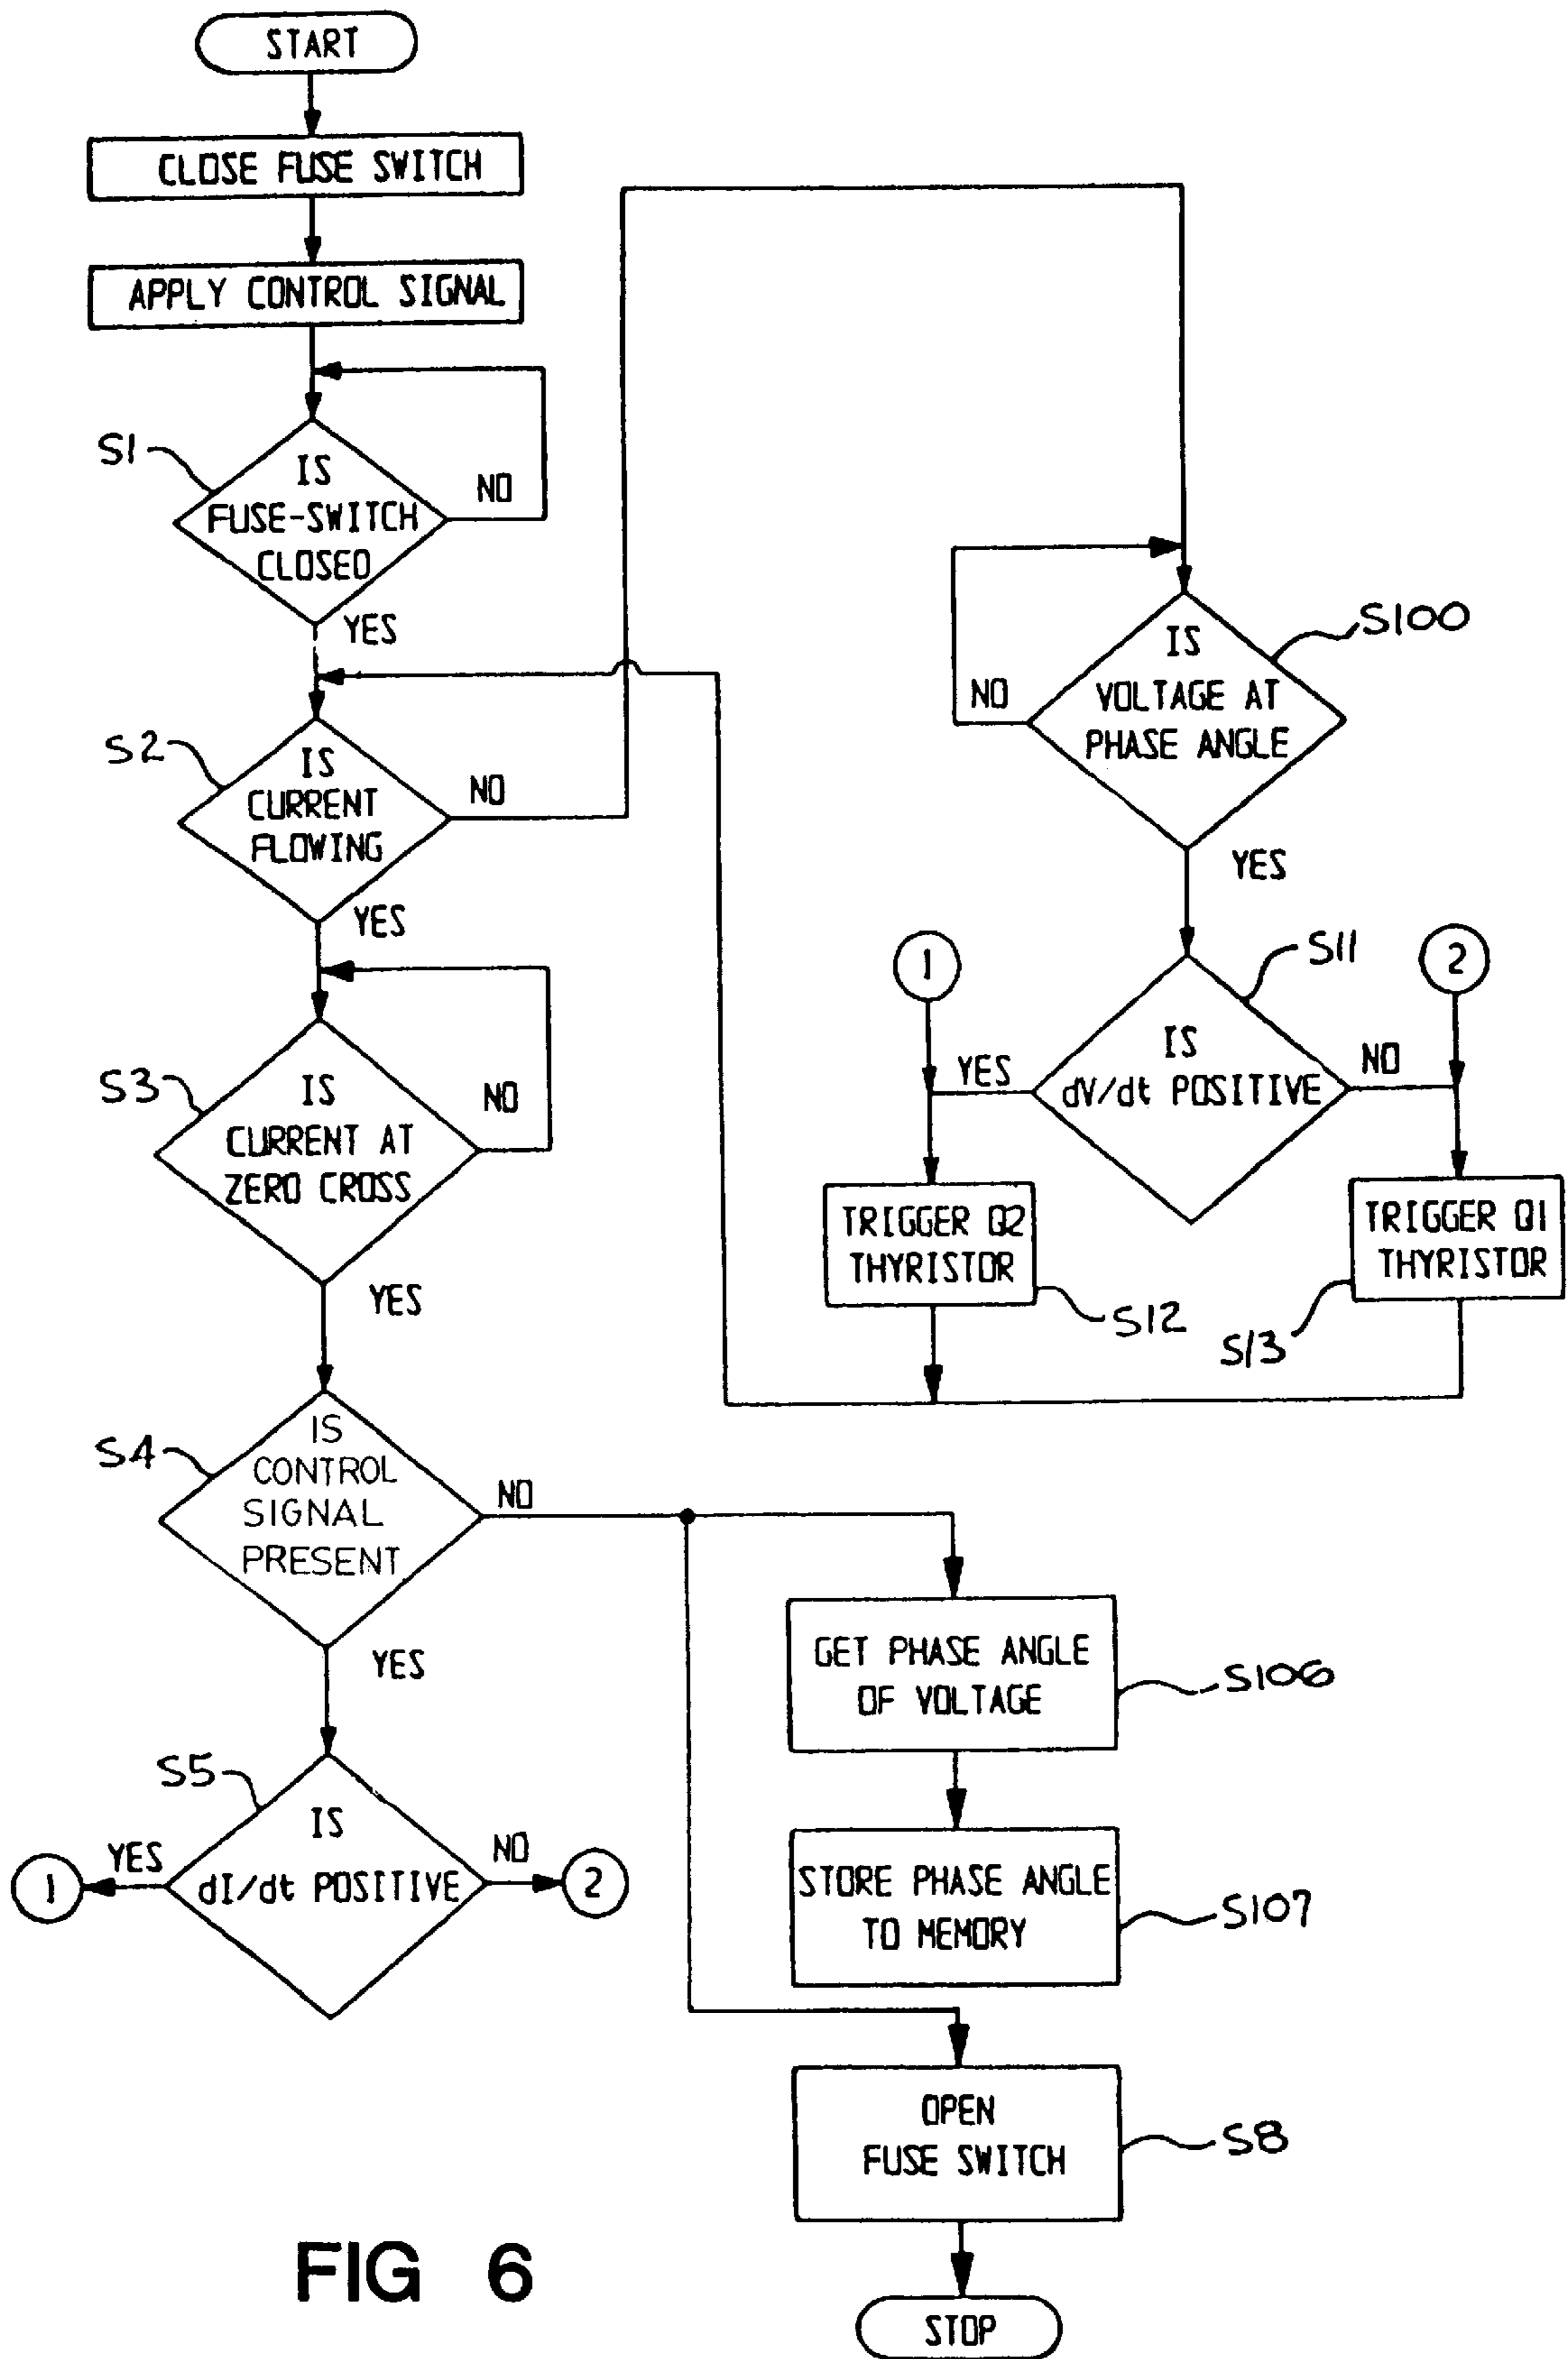 START
CLOSE FUSE SWITCH
APPLY CONTROL SIGNAL
S1
IS
FUSE-SWITCH
CLOSED
NO
YES
S2
IS
CURRENT
FLOWING
NO
YES
S3
IS
CURRENT AT
ZERO CROSS
NO
YES
S4
IS
CONTROL
SIGNAL
PRESENT
NO
YES
S5
IS
dI/dt POSITIVE
YES
1
NO
2
S100
IS
VOLTAGE AT
PHASE ANGLE
NO
YES
1
S11
2
IS
dV/dt POSITIVE
YES
NO
TRIGGER Q2
THYRISTOR
S12
TRIGGER Q1
THYRISTOR
S13
GET PHASE ANGLE
OF VOLTAGE
S106
STORE PHASE ANGLE
TO MEMORY
S107
OPEN
FUSE SWITCH
S8
STOP
FIG 6